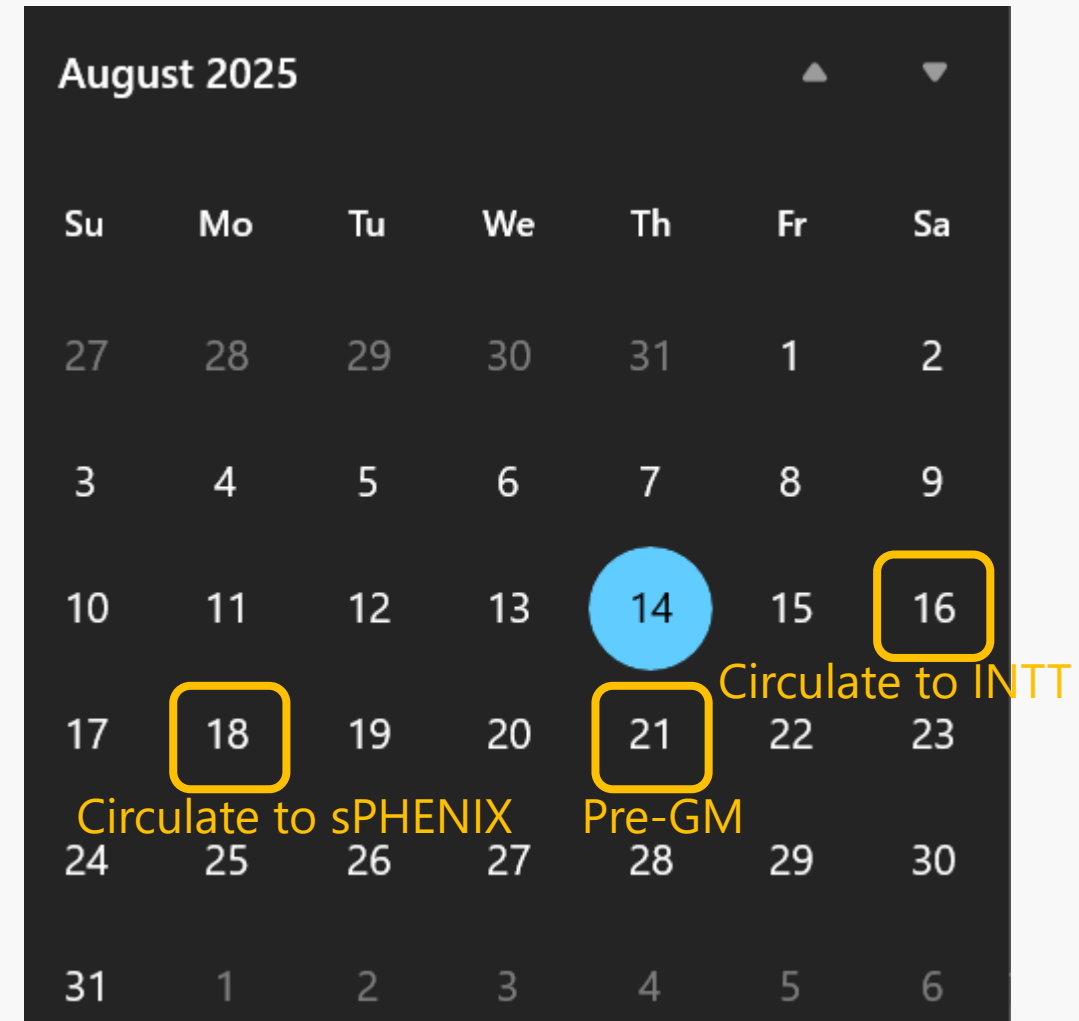 August 2025
Su Mo Tu We Th Fr Sa
27 28 29 30 31 1 2
3 4 5 6 7 8 9
10 11 12 13 14 15 16
Circulate to INTT
17 18 19 20 21 22 23
Circulate to sPHENIX Pre-GM
24 25 26 27 28 29 30
31 1 2 3 4 5 6